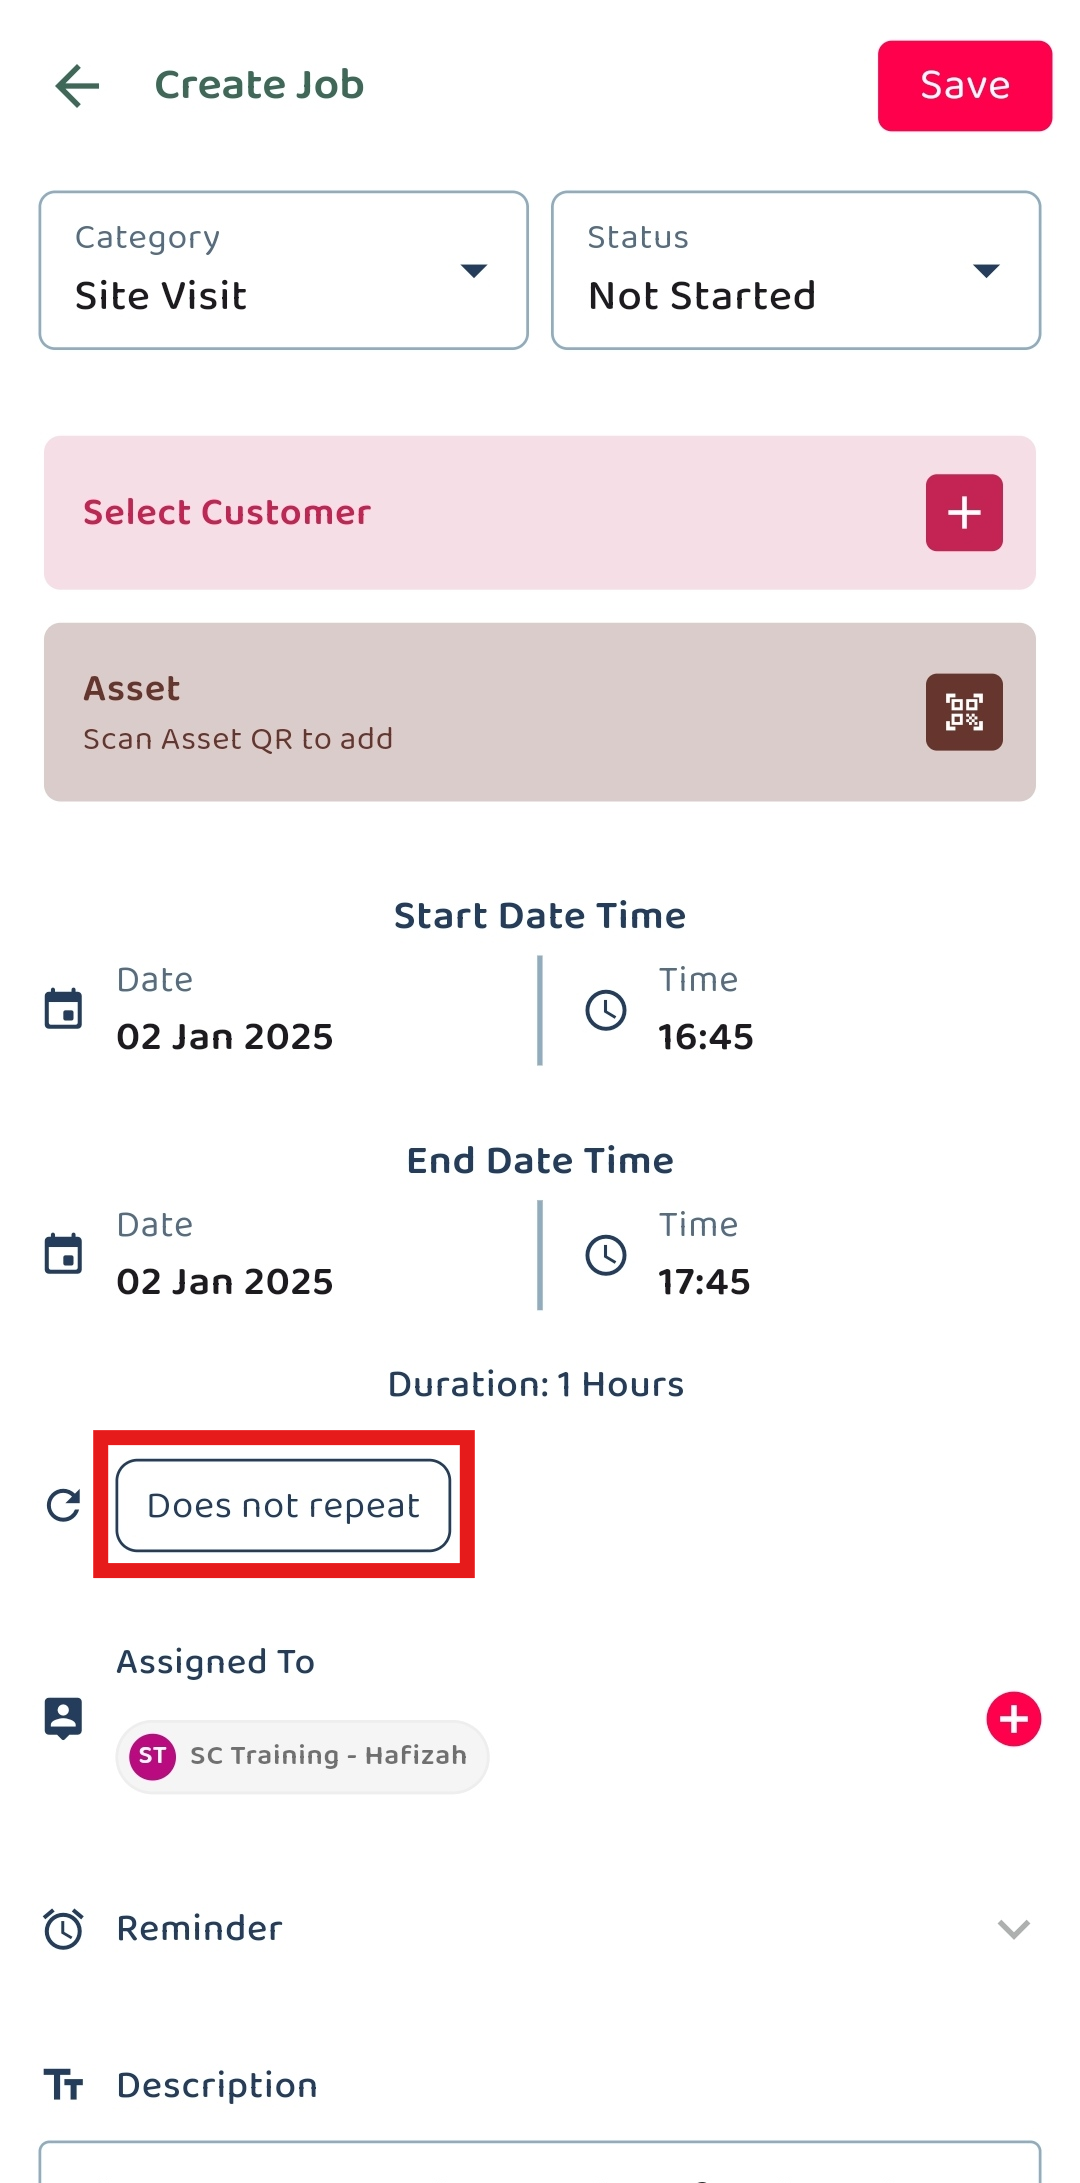 Create Job
Save
Category
Site Visit
Status
Not Started
Select Customer
Asset
Scan Asset QR to add
Start Date Time
Date
02 Jan 2025
Time
16:45
End Date Time
Date
02 Jan 2025
Time
17:45
Duration: 1 Hours
Does not repeat
Assigned To
ST SC Training - Hafizah
Reminder
Tт Description